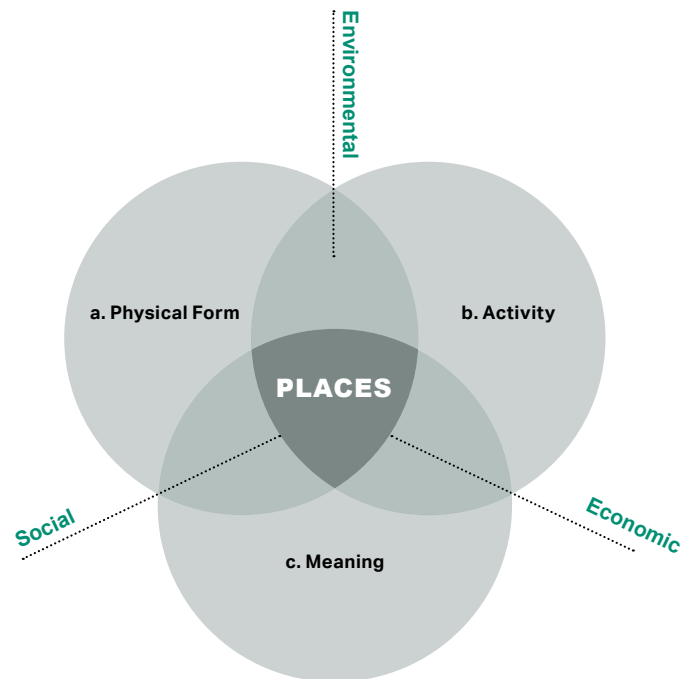 Environmental
a. Physical Form
b. Activity
PLACES
Social
Economic
c. Meaning